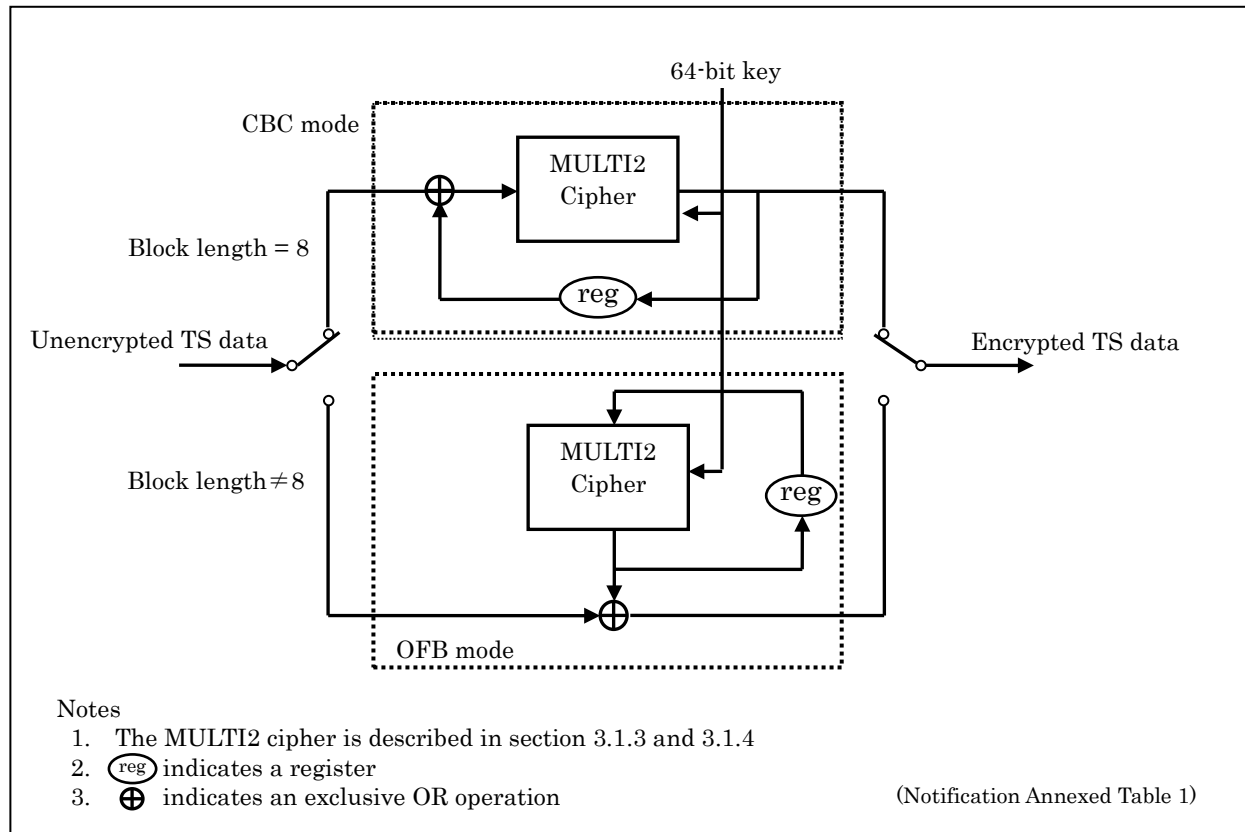 64-bit key
CBC mode
MULTI2
Cipher
Block length = 8
reg
Unencrypted TS data
Encrypted TS data
MULTI2
Cipher
Block length≠8
reg
OFB mode
Notes
1. The MULTI2 cipher is described in section 3.1.3 and 3.1.4
2. reg indicates a register
3. ⊕ indicates an exclusive OR operation
(Notification Annexed Table 1)